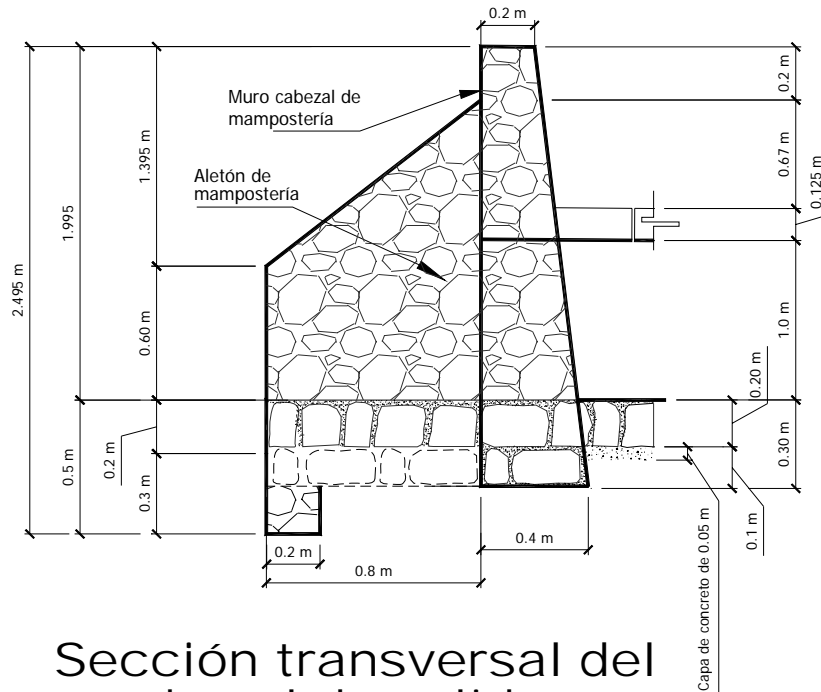 0.2 m
Muro cabezal de
mampostería
Aletón de
mampostería
2.495 m
1.995
1.395 m
0.60 m
0.5 m
0.2 m
0.3 m
0.2 m
0.67 m
0.125 m
1.0 m
0.20 m
0.30 m
0.1 m
Capa de concreto de 0.05 m
0.2 m
0.8 m
0.4 m
Sección transversal del